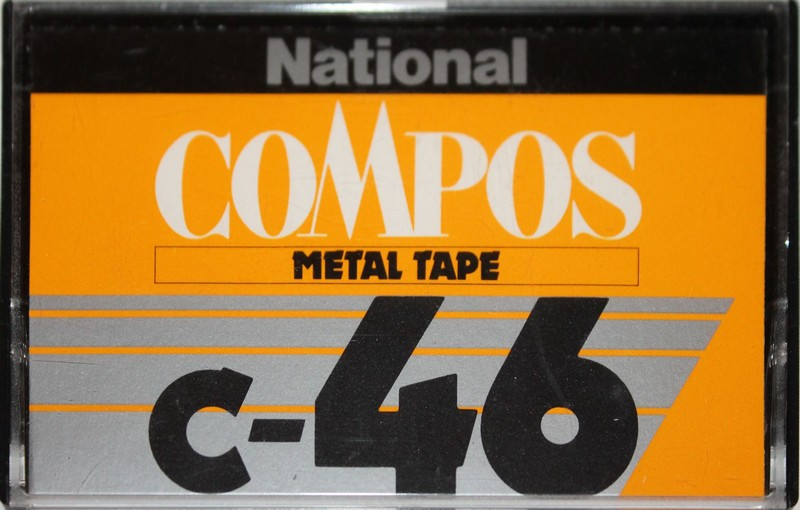 National
COMPOS
METAL TAPE
C-46